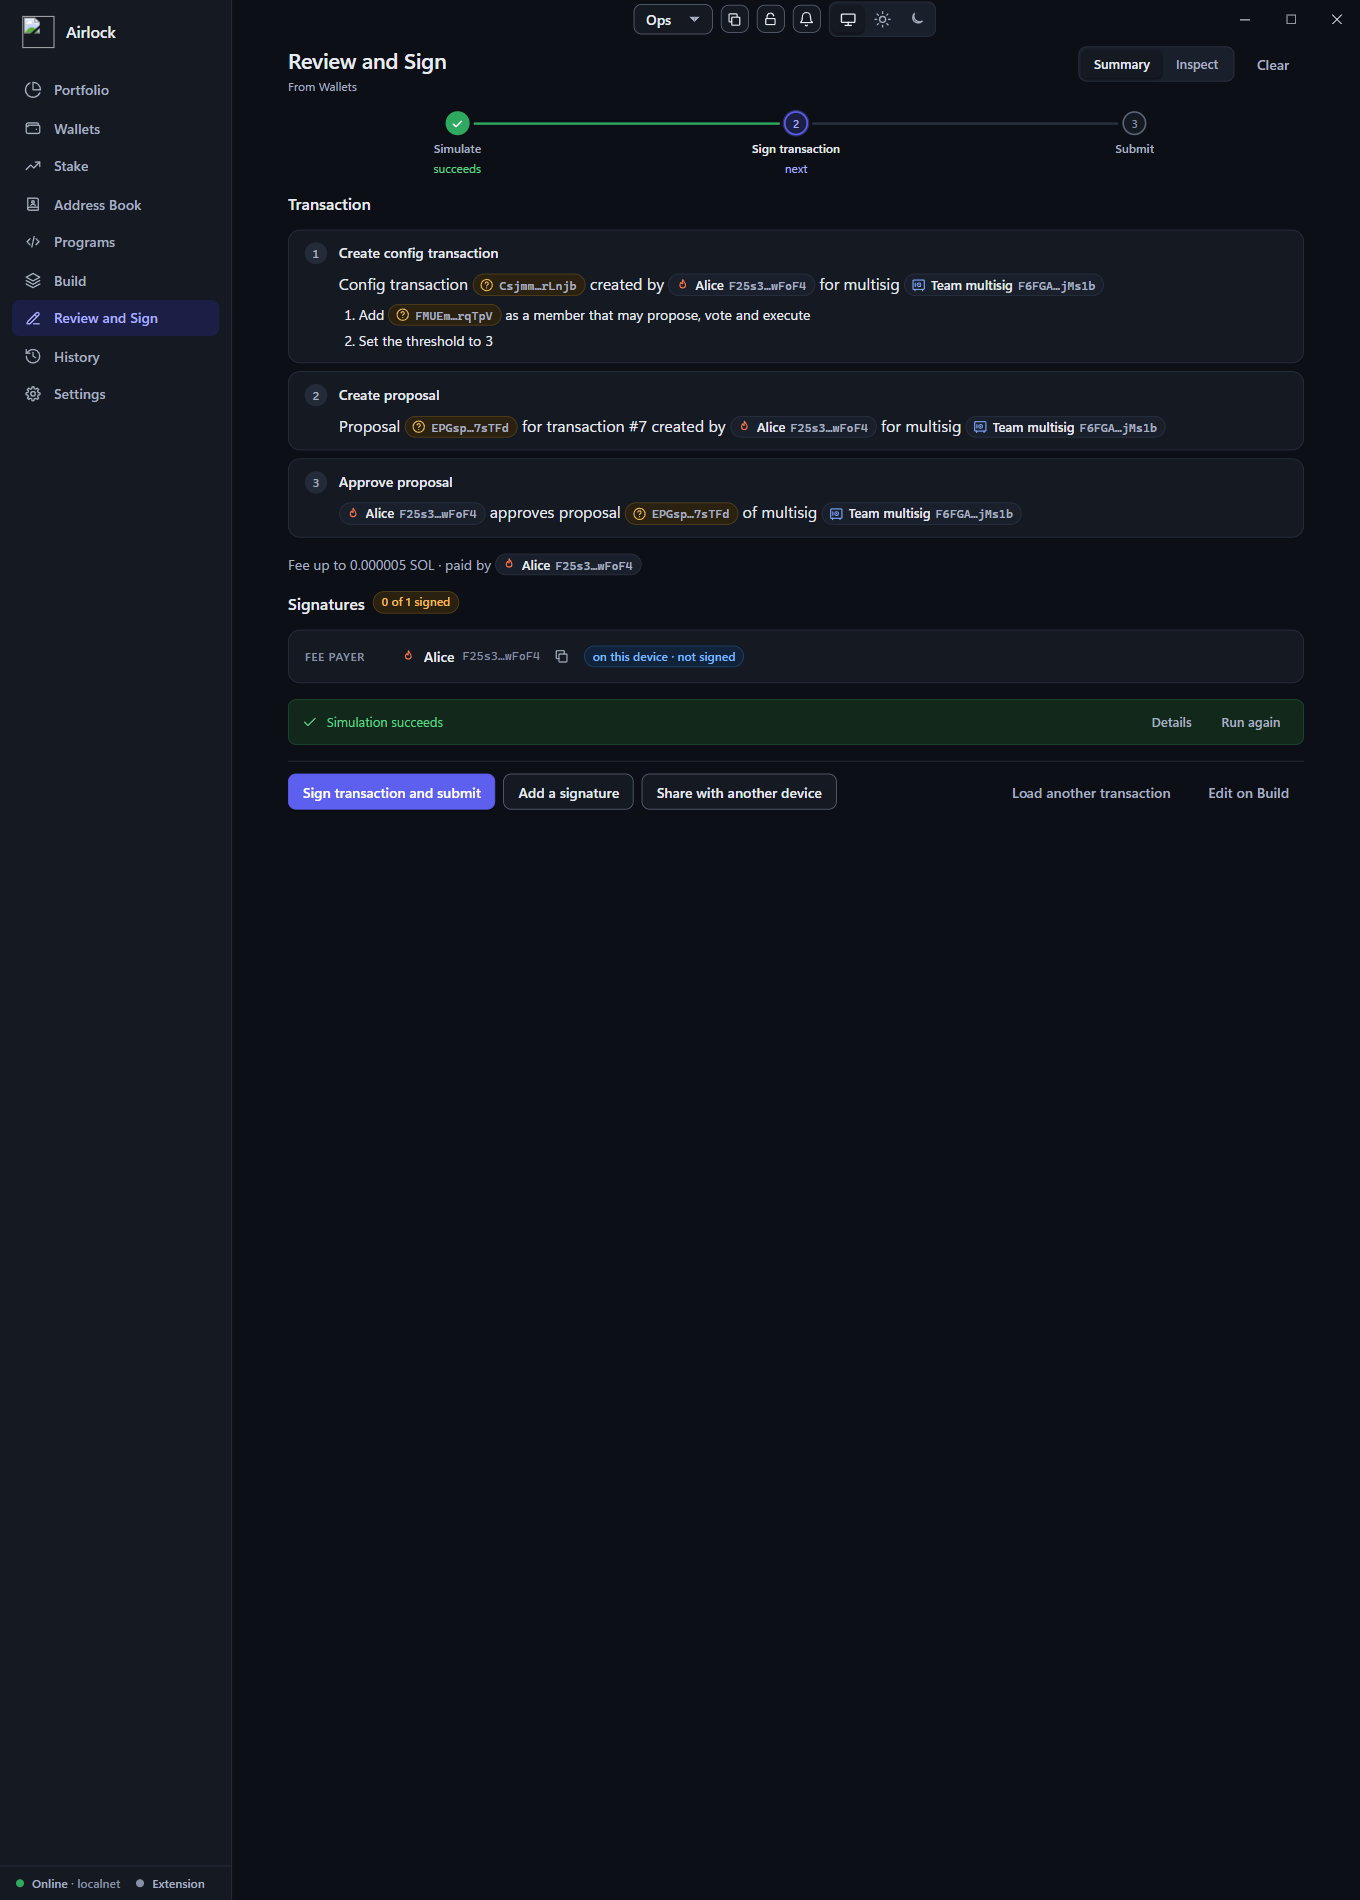 Airlock
Ops
Portfolio
Wallets
Stake
Address Book
Programs
Build
Review and Sign
History
Settings
Review and Sign
From Wallets
Summary
Inspect
Clear
2
3
Simulate
Sign transaction
Submit
succeeds
next
Transaction
1 Create config transaction
Config transaction Csjmm…rLnjb created by Alice F25s3…wFoF4 for multisig Team multisig F6FGA…jMs1b
1. Add FMUEm…rqTpV as a member that may propose, vote and execute
2. Set the threshold to 3
2 Create proposal
Proposal EPGsp…7sTFd for transaction #7 created by Alice F25s3…wFoF4 for multisig Team multisig F6FGA…jMs1b
3 Approve proposal
Alice F25s3…wFoF4 approves proposal EPGsp…7sTFd of multisig Team multisig F6FGA…jMs1b
Fee up to 0.000005 SOL · paid by Alice F25s3…wFoF4
Signatures 0 of 1 signed
FEE PAYER Alice F25s3…wFoF4 on this device · not signed
Simulation succeeds Details Run again
Sign transaction and submit Add a signature Share with another device Load another transaction Edit on Build
Online · localnet Extension